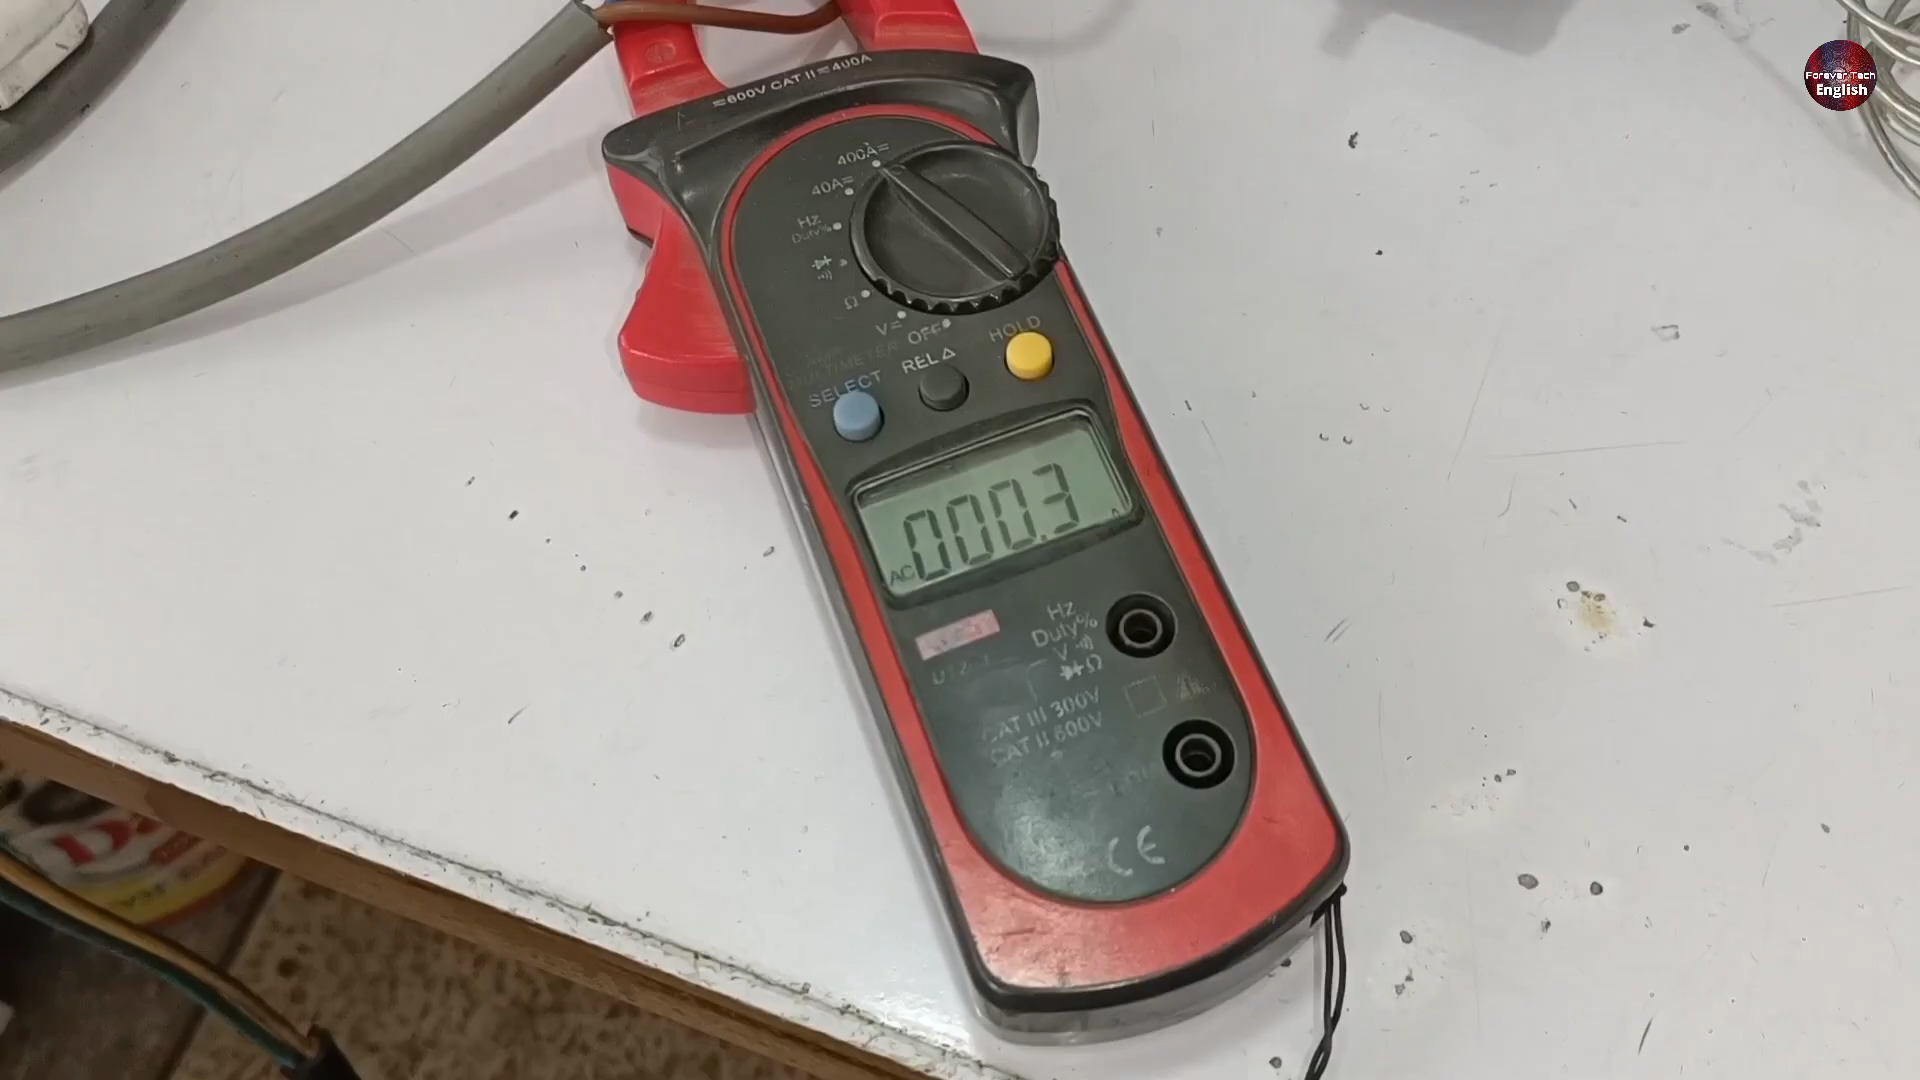 Forever Tech
English
=600V CAT II=400A
400A=
40A=
Hz
Duty%
Ω
V=
OFF
HOLD
REL Δ
MULTIMETER
SELECT
000.3
A
AC
Hz
Duty%
V
Ω
CAT III 300V
CAT II 600V
CE